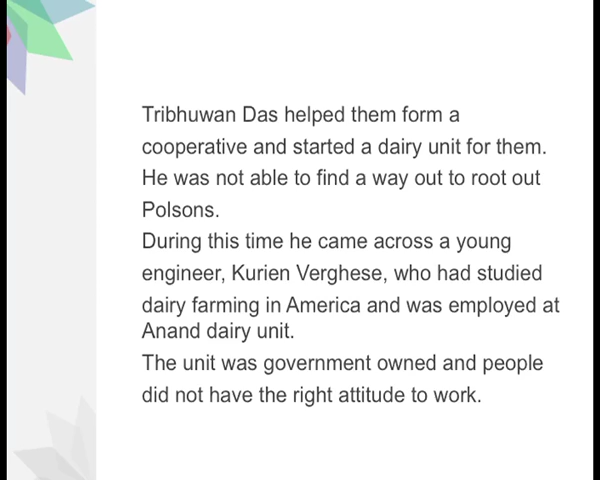 Tribhuwan Das helped them form a
cooperative and started a dairy unit for them.
He was not able to find a way out to root out
Polsons.
During this time he came across a young
engineer, Kurien Verghese, who had studied
dairy farming in America and was employed at
Anand dairy unit.
The unit was government owned and people
did not have the right attitude to work.